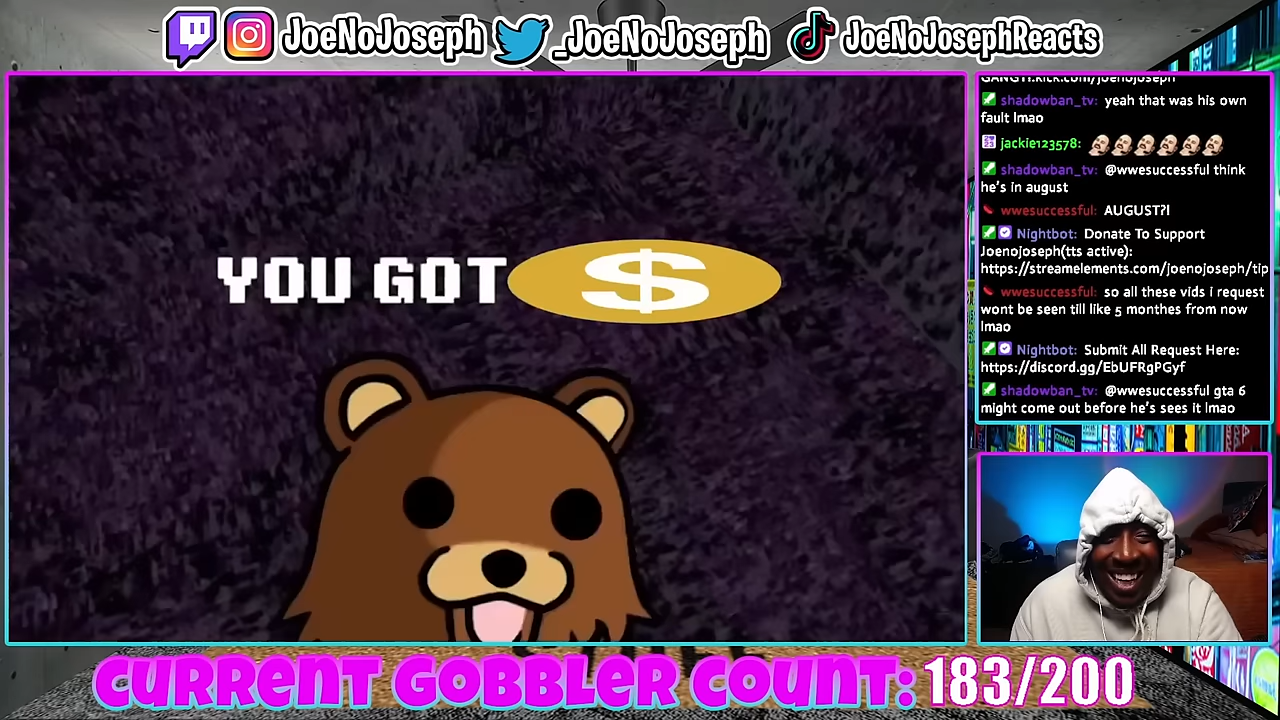 JoeNoJoseph _JoeNoJoseph JoeNoJosephReacts
YOU GOT $
GANG!!.kick.com/joenojoseph
shadowban_tv: yeah that was his own
fault lmao
jackie123578:
shadowban_tv: @wwesuccessful think
he's in august
wwesuccessful: AUGUST?!
Nightbot: Donate To Support
Joenojoseph(tts active):
https://streamelements.com/joenojoseph/tip
wwesuccessful: so all these vids i request
wont be seen till like 5 monthes from now
lmao
Nightbot: Submit All Request Here:
https://discord.gg/EbUFRgPGyf
shadowban_tv: @wwesuccessful gta 6
might come out before he's sees it lmao
CURRENT GOBBLER COUNT: 183/200